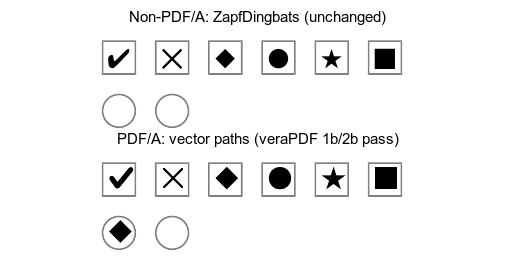 Non-PDF/A: ZapfDingbats (unchanged)
PDF/A: vector paths (veraPDF 1b/2b pass)